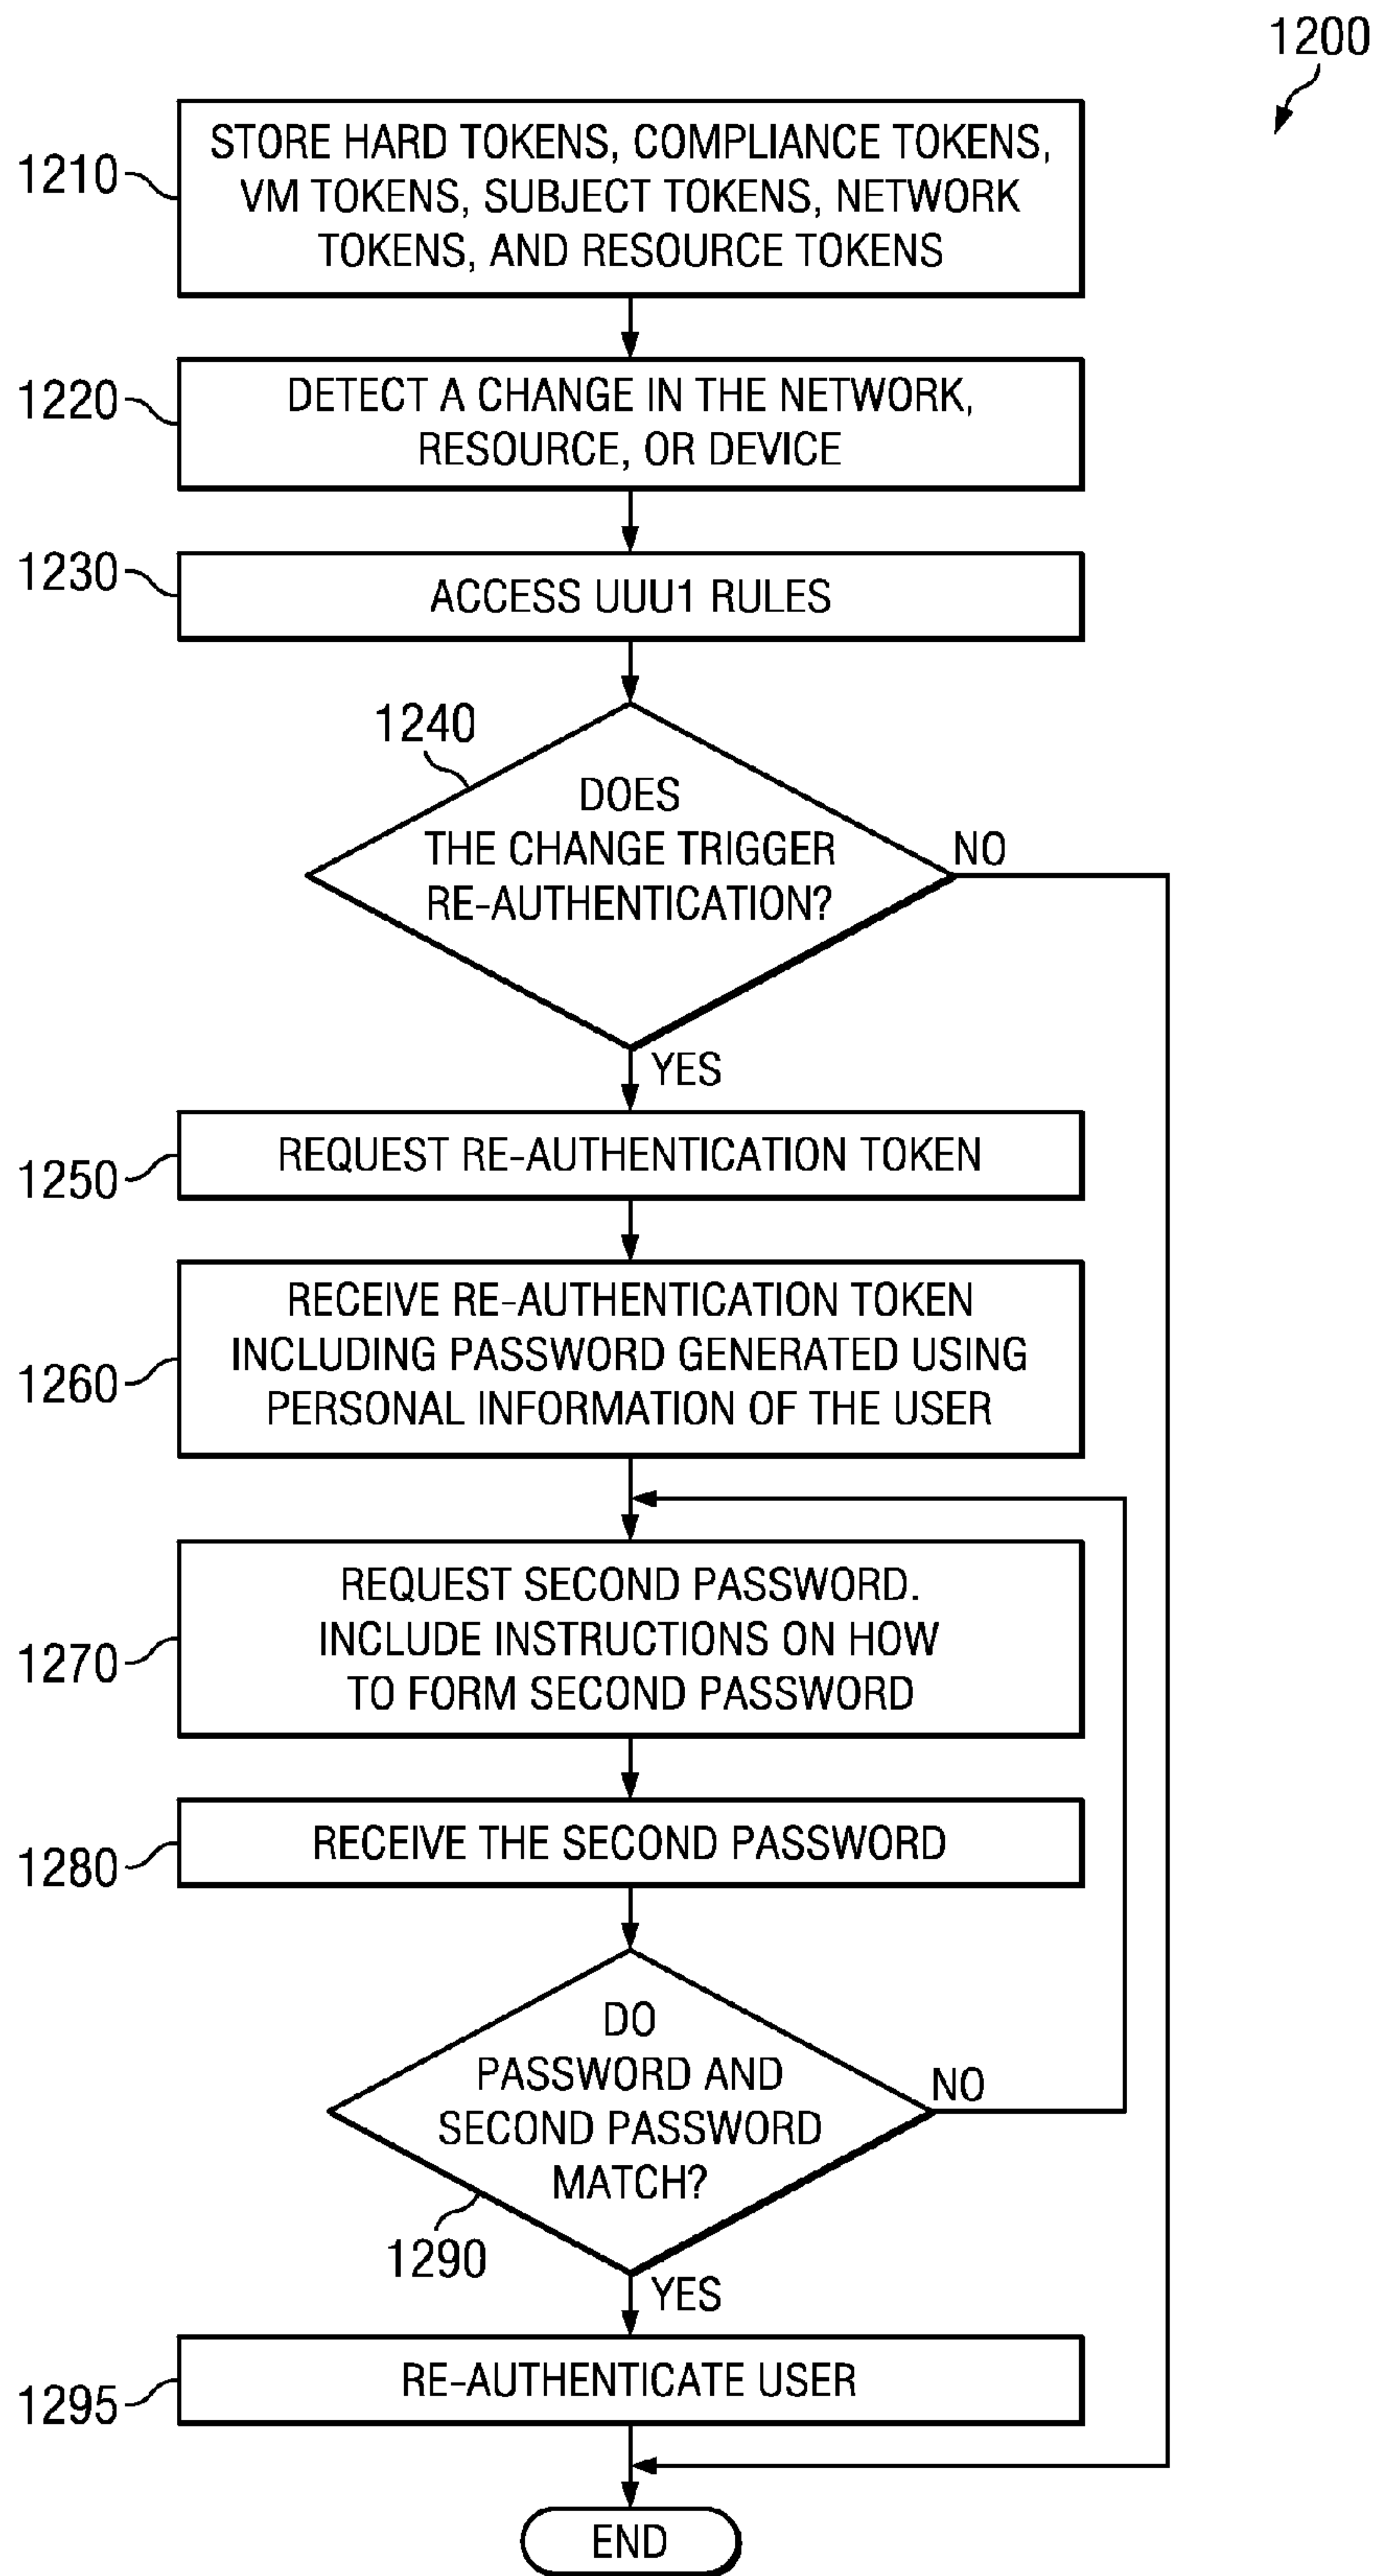 1200
1210
STORE HARD TOKENS, COMPLIANCE TOKENS,
VM TOKENS, SUBJECT TOKENS, NETWORK
TOKENS, AND RESOURCE TOKENS
1220
DETECT A CHANGE IN THE NETWORK,
RESOURCE, OR DEVICE
1230
ACCESS UUU1 RULES
1240
DOES
THE CHANGE TRIGGER
RE-AUTHENTICATION?
NO
YES
1250
REQUEST RE-AUTHENTICATION TOKEN
1260
RECEIVE RE-AUTHENTICATION TOKEN
INCLUDING PASSWORD GENERATED USING
PERSONAL INFORMATION OF THE USER
1270
REQUEST SECOND PASSWORD.
INCLUDE INSTRUCTIONS ON HOW
TO FORM SECOND PASSWORD
1280
RECEIVE THE SECOND PASSWORD
DO
PASSWORD AND
SECOND PASSWORD
MATCH?
NO
1290
YES
1295
RE-AUTHENTICATE USER
END